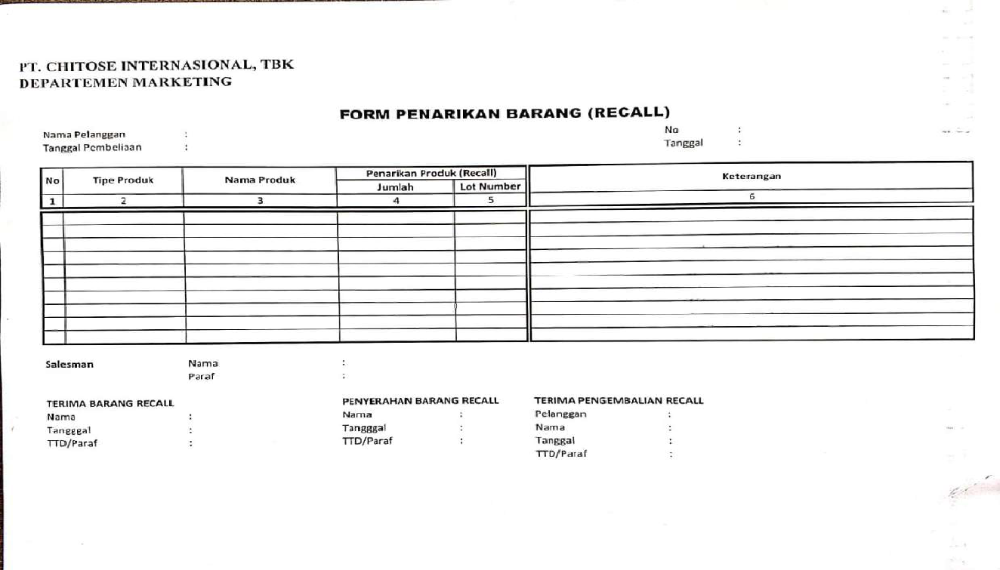 PT. CHITOSE INTERNASIONAL, TBK
DEPARTEMEN MARKETING
FORM PENARIKAN BARANG (RECALL)
Nama Pelanggan :
Tanggal Pembeliaan :
No :
Tanggal :
No Tipe Produk Nama Produk Penarikan Produk (Recall) Keterangan
Jumlah Lot Number
1 2 3 4 5 6
Salesman Nama :
Paraf :
TERIMA BARANG RECALL
Nama :
Tangggal :
TTD/Paraf :
PENYERAHAN BARANG RECALL
Nama :
Tangggal :
TTD/Paraf :
TERIMA PENGEMBALIAN RECALL
Pelanggan :
Nama :
Tanggal :
TTD/Paraf :